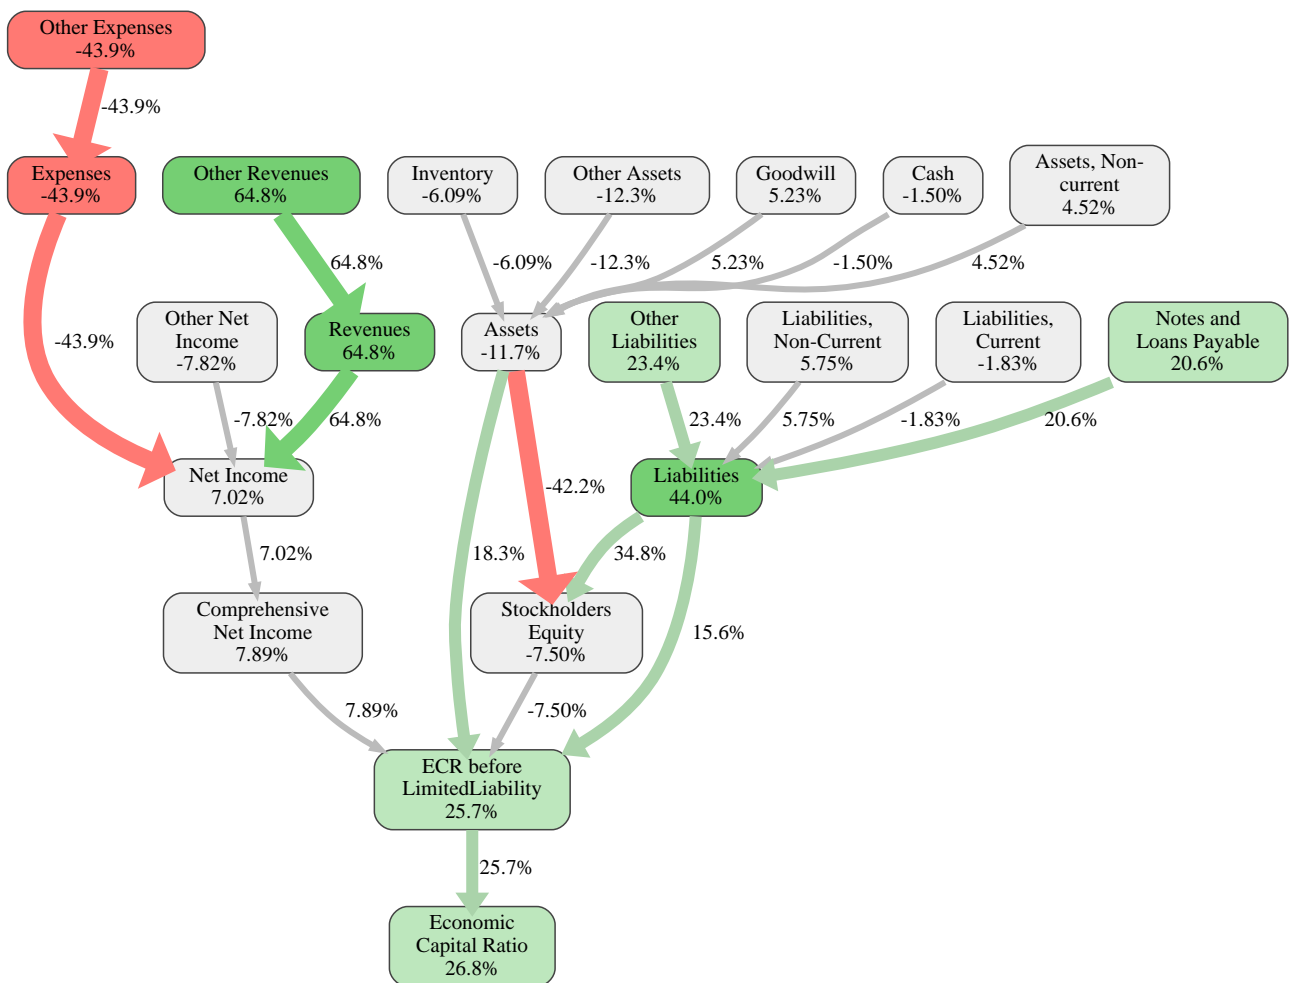 Other Expenses
-43.9%
-43.9%
Expenses
-43.9%
Other Revenues
64.8%
Inventory
-6.09%
Other Assets
-12.3%
Goodwill
5.23%
Cash
-1.50%
Assets, Non-
current
4.52%
64.8%
-6.09%
-12.3%
5.23%
-1.50%
4.52%
-43.9%
Other Net
Income
-7.82%
Revenues
64.8%
Assets
-11.7%
Other
Liabilities
23.4%
Liabilities,
Non-Current
5.75%
Liabilities,
Current
-1.83%
Notes and
Loans Payable
20.6%
-7.82%
64.8%
23.4%
5.75%
-1.83%
20.6%
Net Income
7.02%
-42.2%
Liabilities
44.0%
7.02%
18.3%
34.8%
Comprehensive
Net Income
7.89%
Stockholders
Equity
-7.50%
15.6%
7.89%
-7.50%
ECR before
LimitedLiability
25.7%
25.7%
Economic
Capital Ratio
26.8%